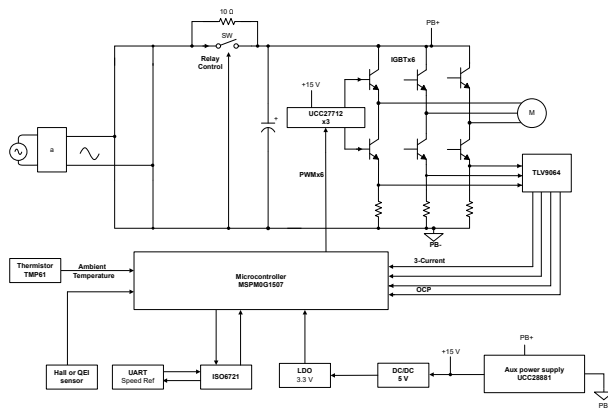 10 Ω
SW
PB+
Relay
Control
IGBTx6
+15 V
+
UCC27712
x3
M
a
PWMx6
TLV9064
PB-
Thermistor
TMP61
Ambient
Temperature
Microcontroller
MSPM0G1507
3-Current
OCP
Hall or QEI
sensor
UART
Speed Ref
ISO6721
LDO
3.3 V
DC/DC
5 V
+15 V
PB+
Aux power supply
UCC28881
PB